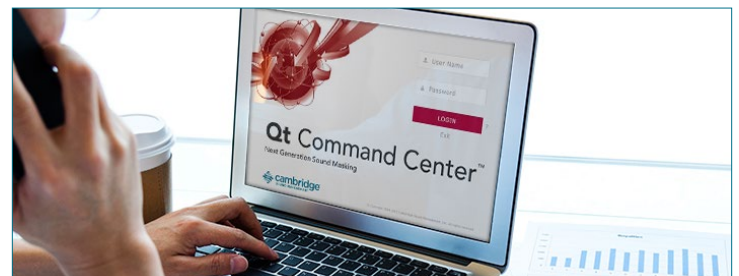 User Name
Password
LOGIN
Exit
Qt Command Center™
Next Generation Sound Masking
cambridge